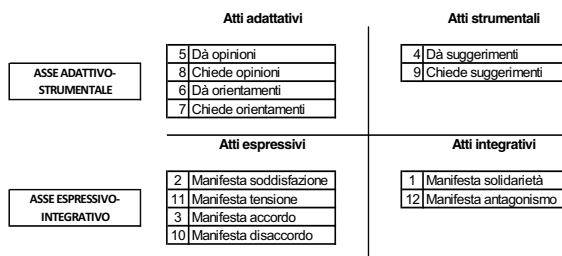 Atti adattativi
Atti strumentali
ASSE ADATTIVO-
STRUMENTALE
5 Dà opinioni
8 Chiede opinioni
6 Dà orientamenti
7 Chiede orientamenti
4 Dà suggerimenti
9 Chiede suggerimenti
Atti espressivi
Atti integrativi
ASSE ESPRESSIVO-
INTEGRATIVO
2 Manifesta soddisfazione
11 Manifesta tensione
3 Manifesta accordo
10 Manifesta disaccordo
1 Manifesta solidarietà
12 Manifesta antagonismo